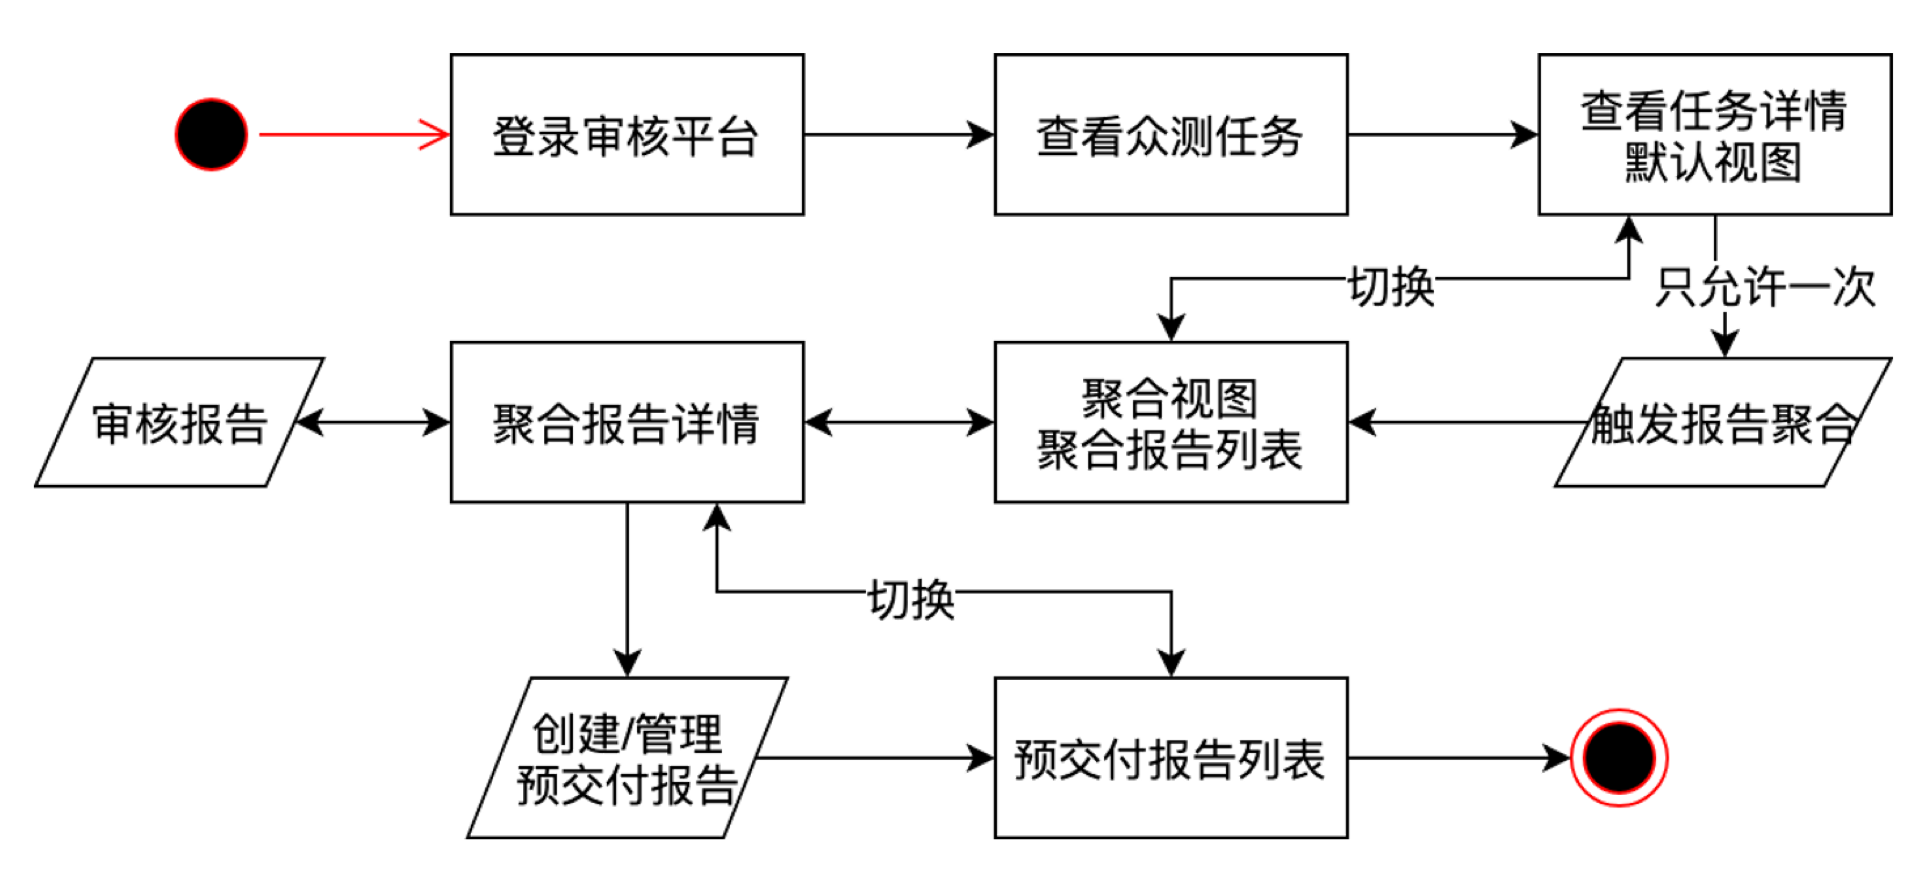 登录审核平台
查看众测任务
查看任务详情
默认视图
切换
只允许一次
审核报告
聚合报告详情
聚合视图
聚合报告列表
触发报告聚合
切换
创建/管理
预交付报告
预交付报告列表